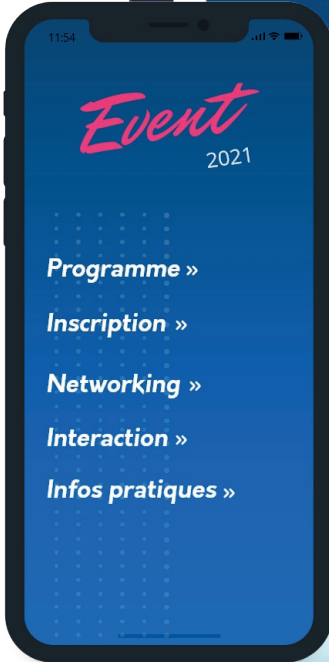 11:54
Event
2021
Programme »
Inscription »
Networking »
Interaction »
Infos pratiques »